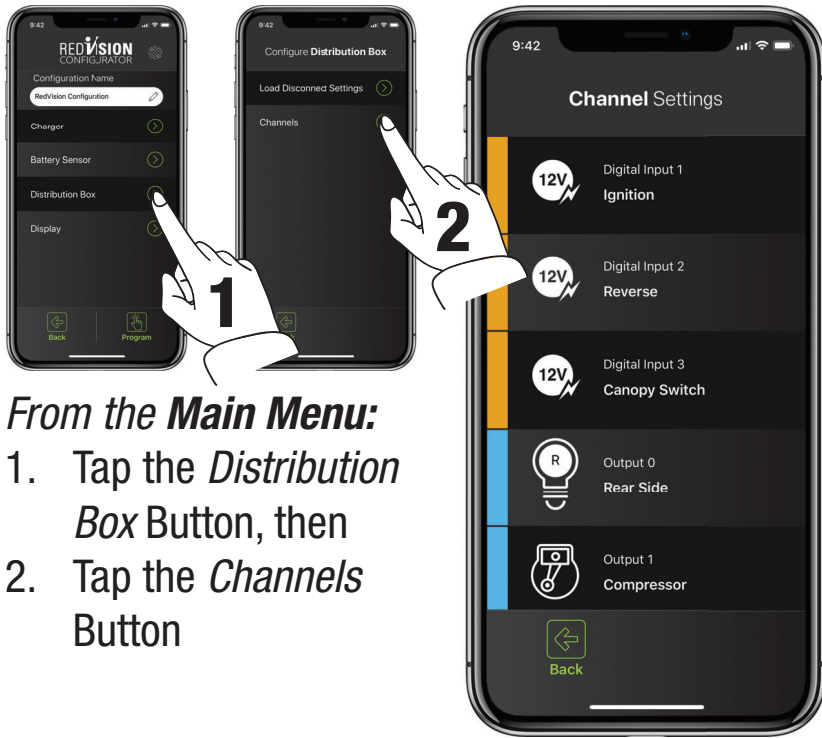 9:42
REDVISION
CONFIGJRATOR
Configuration Name
RedVision Configuration
Charger
Battery Sensor
Distribution Box
Display
Back
Program
1
9:42
Configure Distribution Box
Load Disconned Settings
Channels
2
9:42
Channel Settings
12V
Digital Input 1
Ignition
12V
Digital Input 2
Reverse
12V
Digital Input 3
Canopy Switch
R
Output 0
Rear Side
Output 1
Compressor
Back
From the Main Menu:
1. Tap the Distribution
Box Button, then
2. Tap the Channels
Button